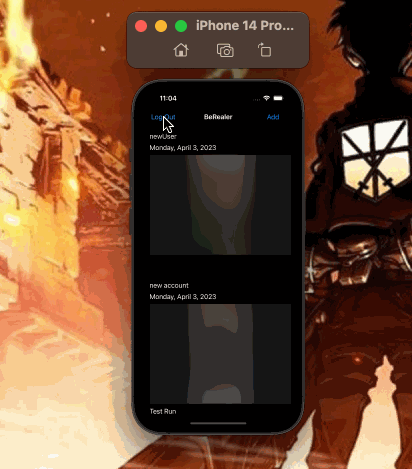 iPhone 14 Pro...
11:04
Log Out BeRealer Add
newUser
Monday, April 3, 2023
new account
Monday, April 3, 2023
Test Run